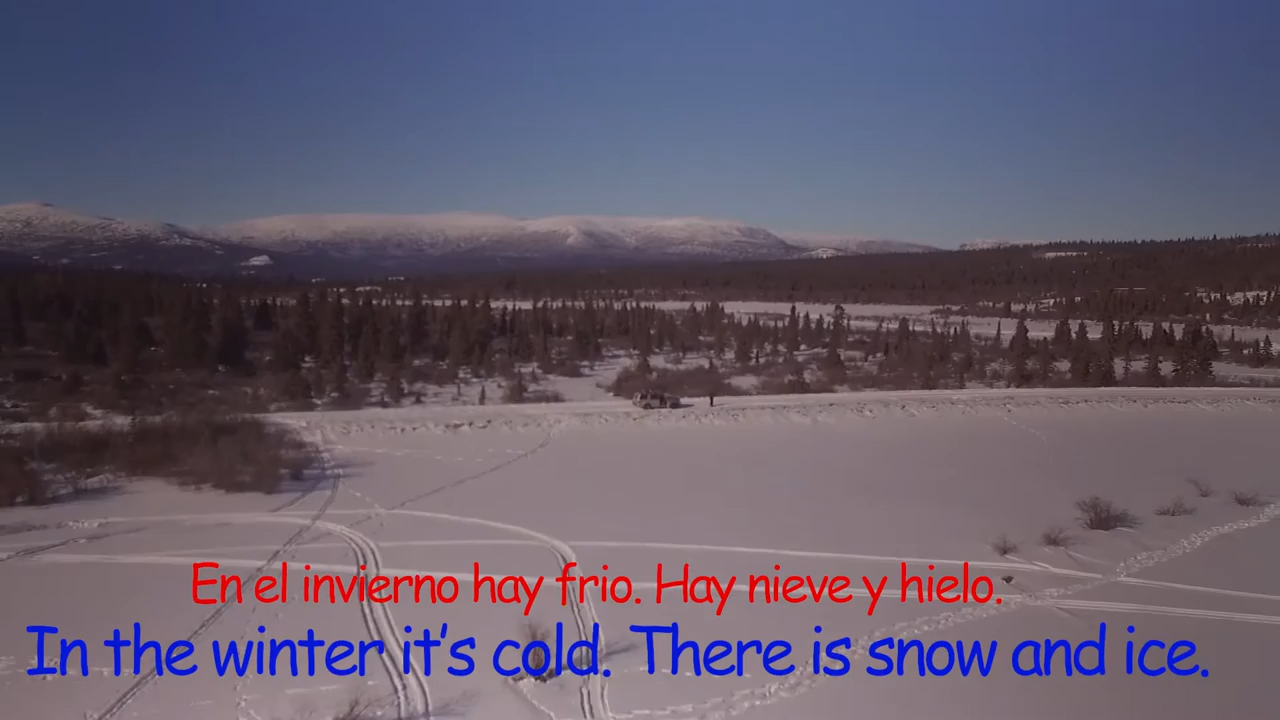 En el invierno hay frio. Hay nieve y hielo.
In the winter it's cold. There is snow and ice.